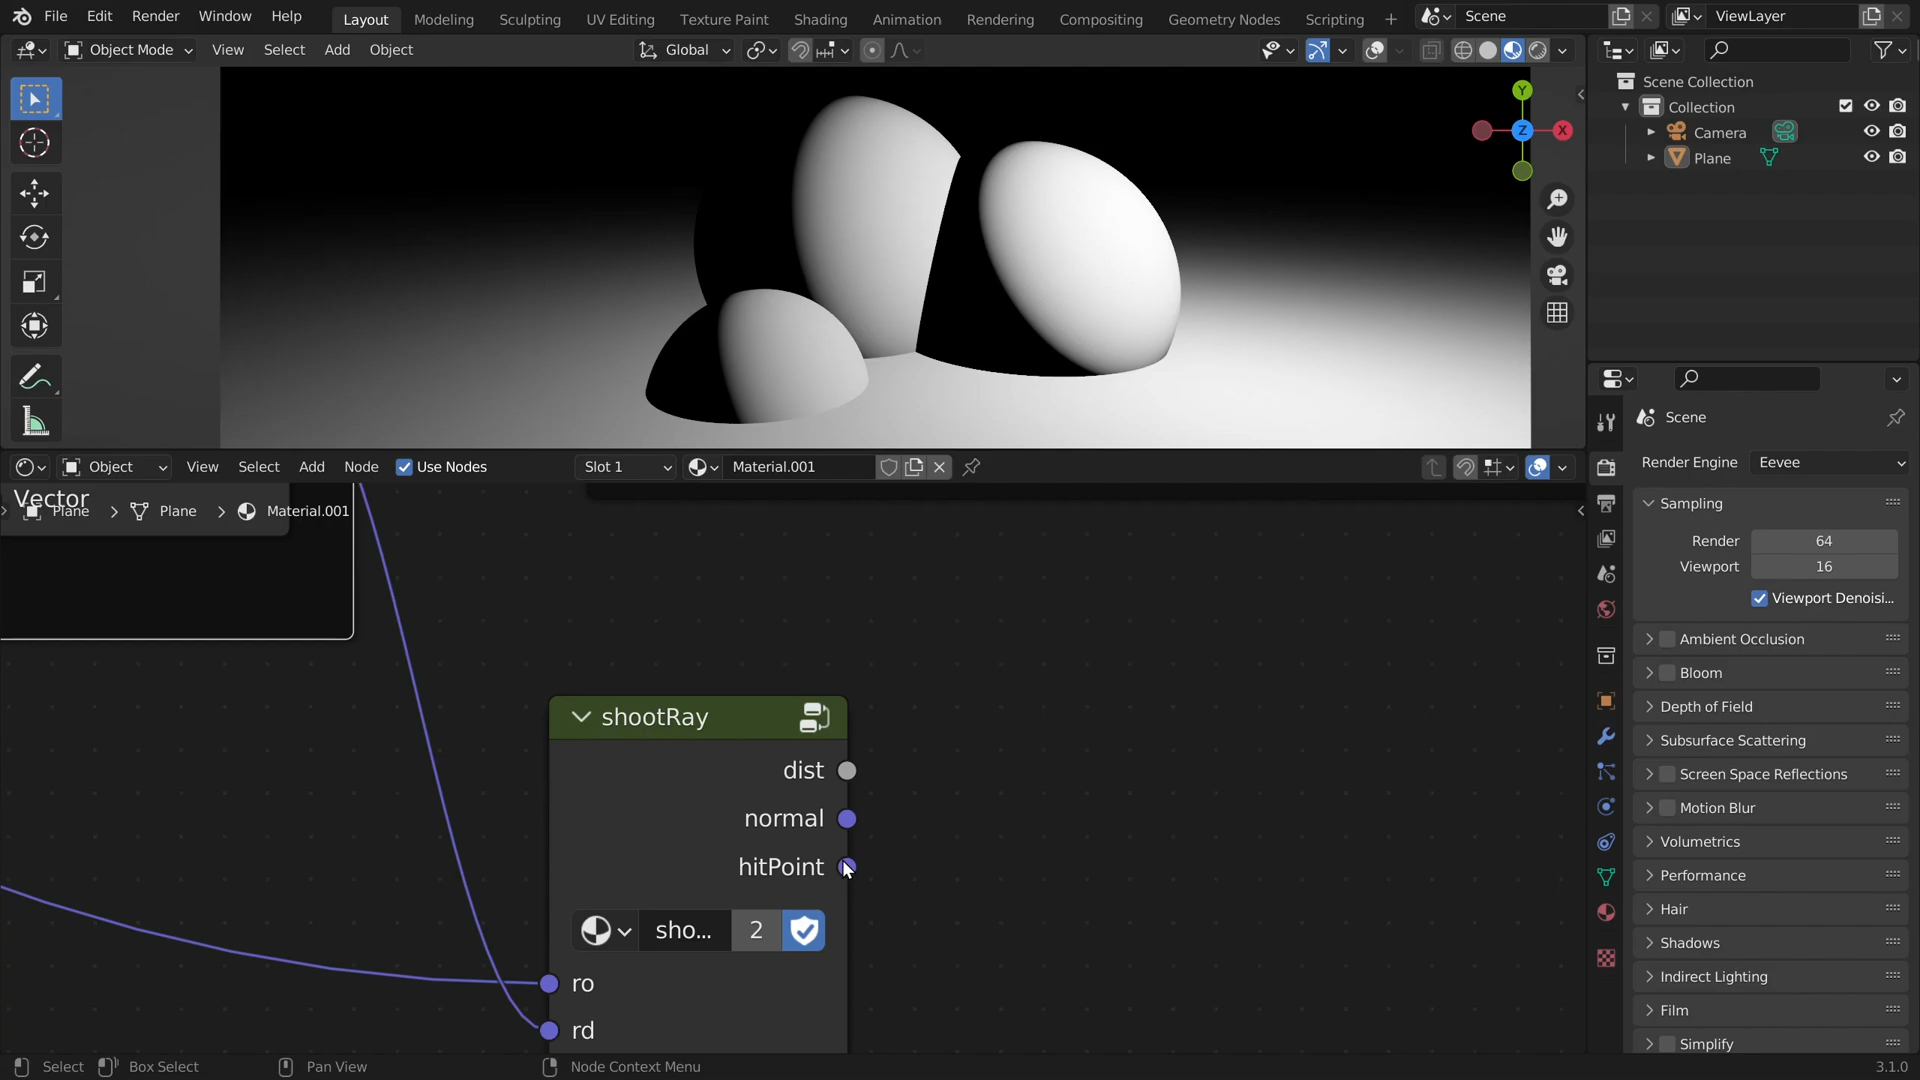 File Edit Render Window Help Layout Modeling Sculpting UV Editing Texture Paint Shading Animation Rendering Compositing Geometry Nodes Scripting + Scene ViewLayer
Object Mode View Select Add Object Global
Y
X
Z
Scene Collection
Collection
Camera
Plane
Scene
Render Engine Eevee
Sampling
Render 64
Viewport 16
Viewport Denoisi...
Ambient Occlusion
Bloom
Depth of Field
Subsurface Scattering
Screen Space Reflections
Motion Blur
Volumetrics
Performance
Hair
Shadows
Indirect Lighting
Film
Simplify
Object View Select Add Node Use Nodes Slot 1 Material.001
Vector
Plane Plane Material.001
shootRay
dist
normal
hitPoint
sho... 2
ro
rd
Select Box Select Pan View Node Context Menu 3.1.0